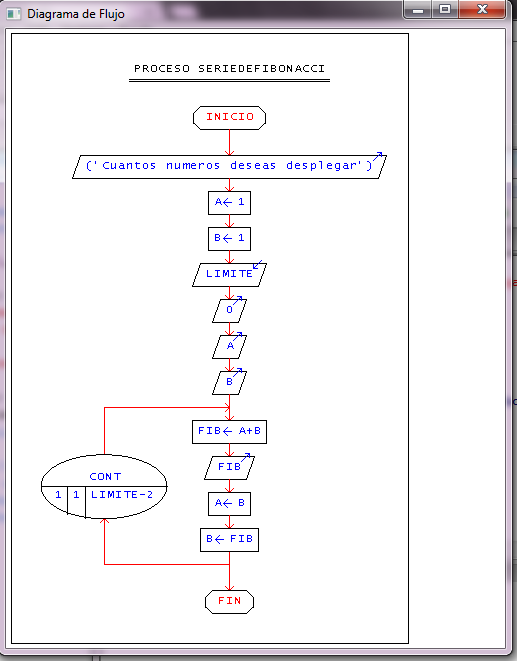 Diagrama de Flujo
PROCESO SERIEDEFIBONACCI
INICIO
('Cuantos numeros deseas desplegar')
A← 1
B← 1
LIMITE
0
A
B
FIB← A+B
FIB
CONT
1 1 LIMITE-2
A← B
B← FIB
FIN